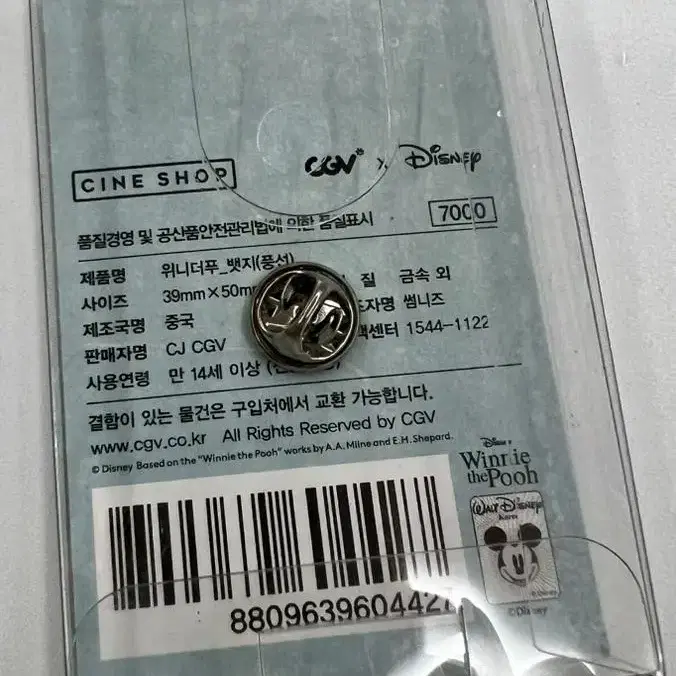 CINE SHOP
CGV x Disney
7000
품질경영 및 공산품안전관리법에 의한 품질표시
제품명 위니더푸_뱃지(풍선) 질 금속 외
사이즈 39mm×50m 자명 썸니즈
제조국명 중국 센터 1544-1122
판매자명 CJ CGV
사용연령 만 14세 이상
결함이 있는 물건은 구입처에서 교환 가능합니다.
www.cgv.co.kr All Rights Reserved by CGV
© Disney Based on the "Winnie the Pooh" works by A.A. Milne and E.H. Shepard.
Disney
Winnie
the Pooh
WALT DISNEY
Korea
© Disney
©Disney
8809639604427